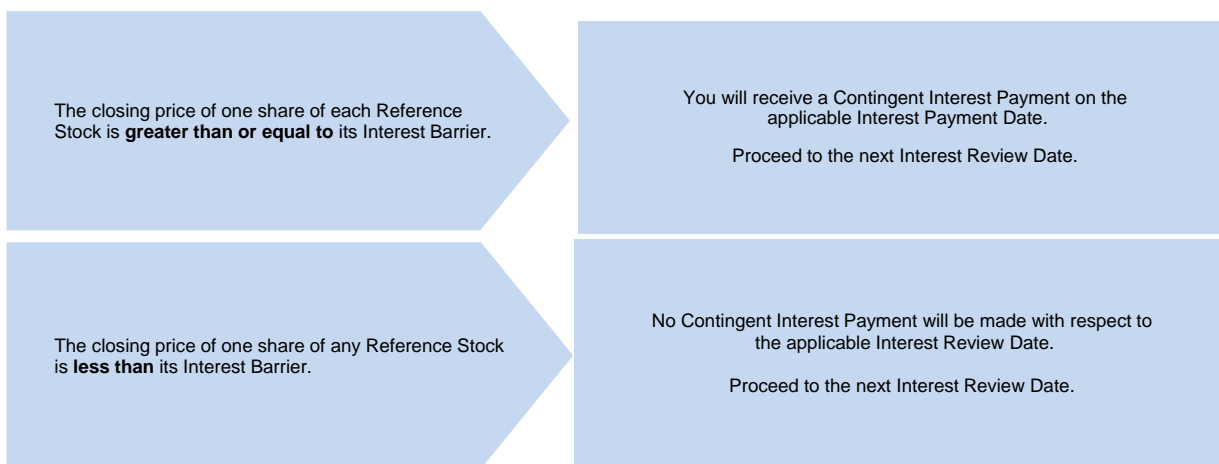 The closing price of one share of each Reference
Stock is greater than or equal to its Interest Barrier.
You will receive a Contingent Interest Payment on the
applicable Interest Payment Date.
Proceed to the next Interest Review Date.
The closing price of one share of any Reference Stock
is less than its Interest Barrier.
No Contingent Interest Payment will be made with respect to
the applicable Interest Review Date.
Proceed to the next Interest Review Date.